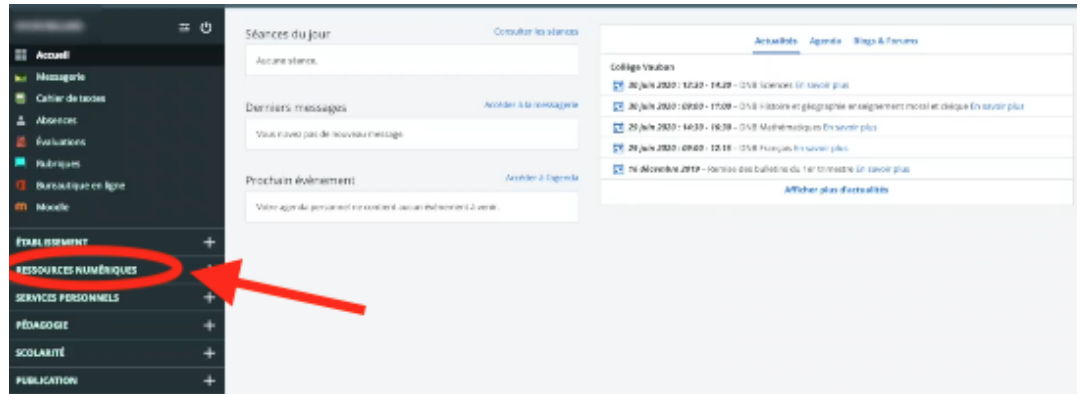 Accueil
Messagerie
Cahier de textes
Absences
Évaluations
Rubriques
Bureautique en ligne
Moodle
ÉTABLISSEMENT
RESSOURCES NUMÉRIQUES
SERVICES PERSONNELS
PÉDAGOGIE
SCOLARITÉ
PUBLICATION
Séances du jour
Consulter les séances
Aucune séance.
Derniers messages
Accéder à la messagerie
Vous n'avez pas de nouveau message.
Prochain évènement
Accéder à l'agenda
Votre agenda personnel ne contient aucun évènement à venir.
Actualités Agenda Blogs & Forums
Collège Vauban
30 juin 2020 : 13:30 - 14:30 – DNB Sciences En savoir plus
30 juin 2020 : 09:00 - 11:00 – DNB Histoire et géographie enseignement moral et civique En savoir plus
29 juin 2020 : 14:30 - 16:30 – DNB Mathématiques En savoir plus
29 juin 2020 : 09:00 - 12:15 – DNB Français En savoir plus
16 décembre 2019 – Remise des bulletins du 1er trimestre En savoir plus
Afficher plus d'actualités